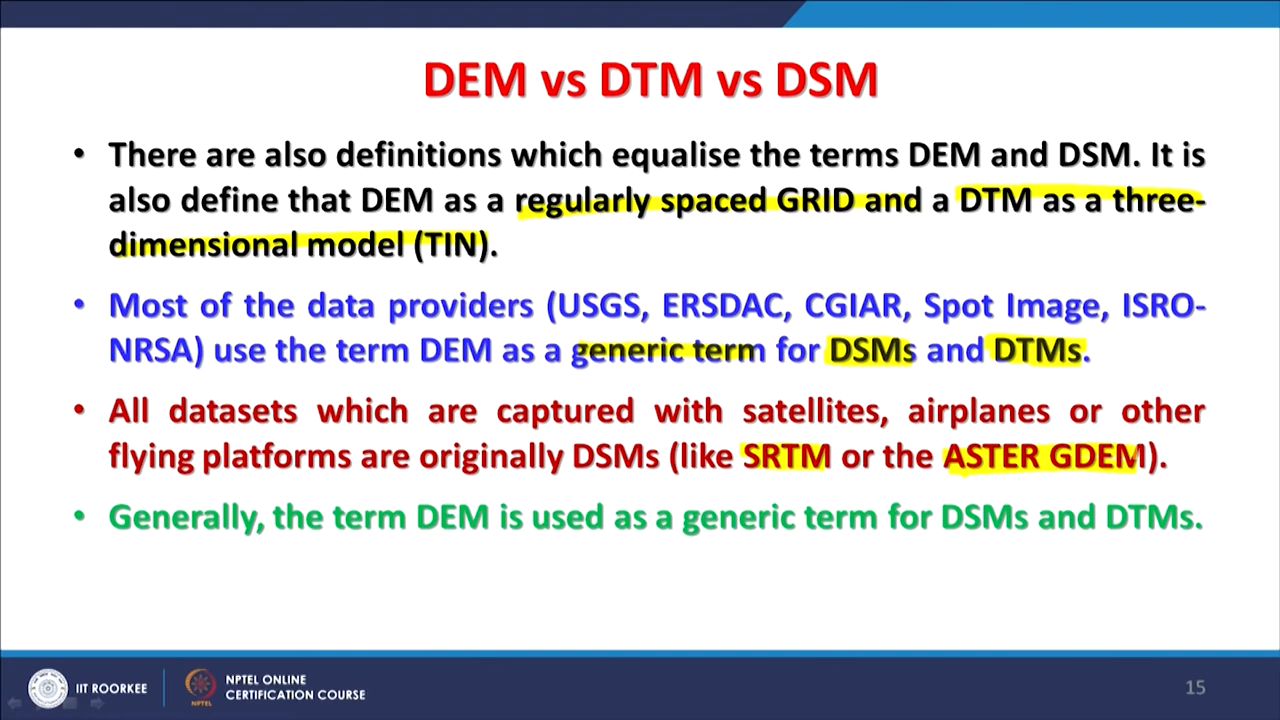 DEM vs DTM vs DSM
• There are also definitions which equalise the terms DEM and DSM. It is
also define that DEM as a regularly spaced GRID and a DTM as a three-
dimensional model (TIN).
• Most of the data providers (USGS, ERSDAC, CGIAR, Spot Image, ISRO-
NRSA) use the term DEM as a generic term for DSMs and DTMs.
• All datasets which are captured with satellites, airplanes or other
flying platforms are originally DSMs (like SRTM or the ASTER GDEM).
• Generally, the term DEM is used as a generic term for DSMs and DTMs.
IIT ROORKEE
NPTEL
NPTEL ONLINE
CERTIFICATION COURSE
15